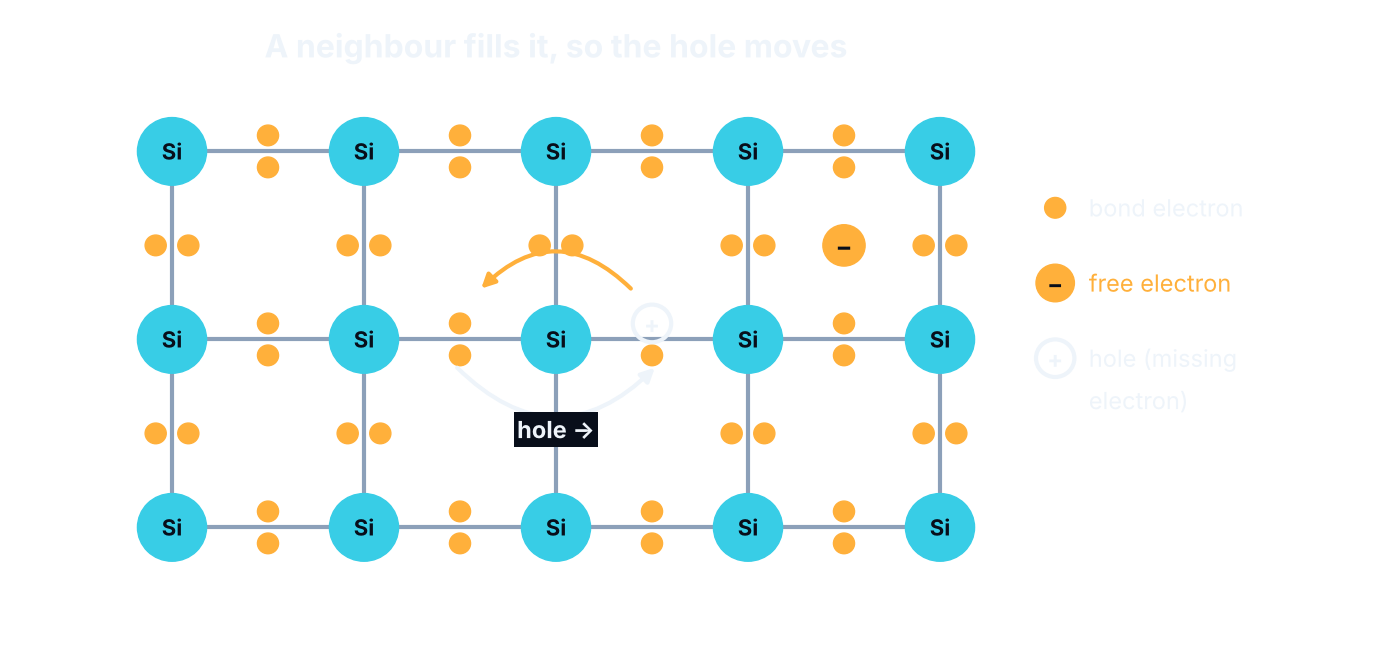 A neighbour fills it, so the hole moves
Si Si Si Si Si
bond electron
–
– free electron
Si Si Si + Si Si
+ hole (missing
electron)
hole →
Si Si Si Si Si